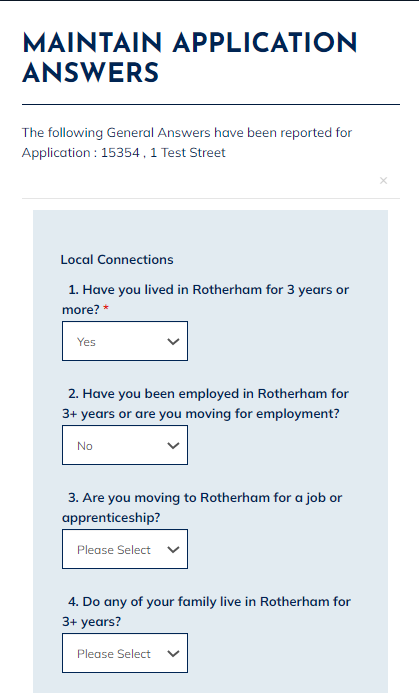 MAINTAIN APPLICATION
ANSWERS
The following General Answers have been reported for
Application : 15354 , 1 Test Street
×
Local Connections
1. Have you lived in Rotherham for 3 years or
more? *
Yes
2. Have you been employed in Rotherham for
3+ years or are you moving for employment?
No
3. Are you moving to Rotherham for a job or
apprenticeship?
Please Select
4. Do any of your family live in Rotherham for
3+ years?
Please Select